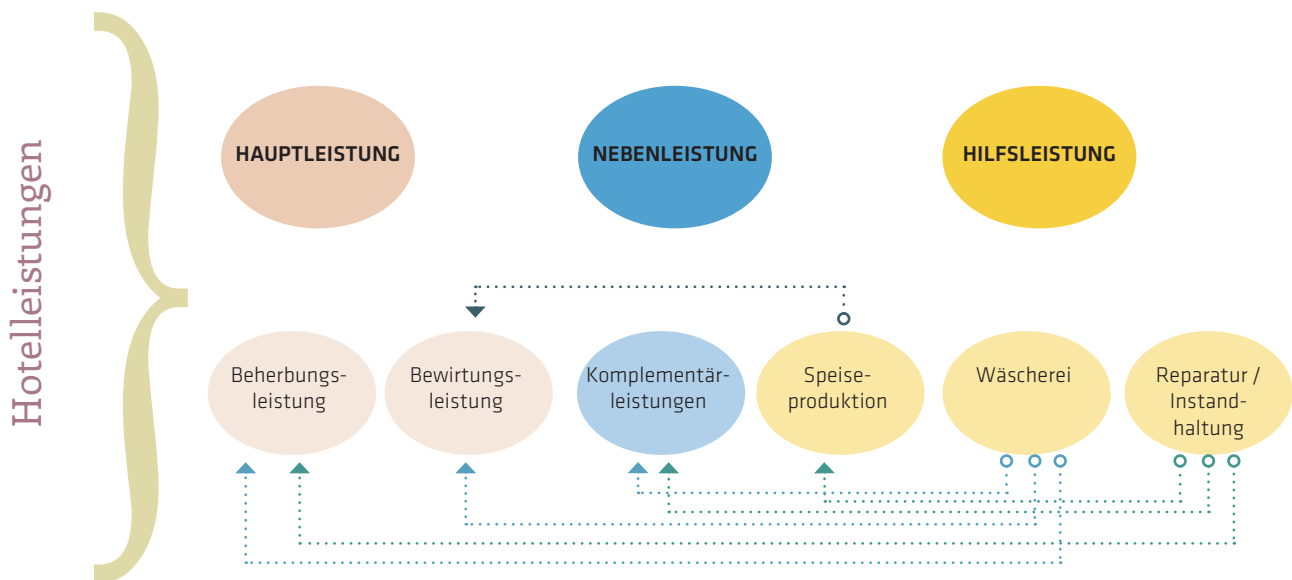 Hotelleistungen
HAUPTLEISTUNG
NEBENLEISTUNG
HILFSLEISTUNG
Beherbungs-
leistung
Bewirtungs-
leistung
Komplementär-
leistungen
Speise-
produktion
Wäscherei
Reparatur /
Instand-
haltung